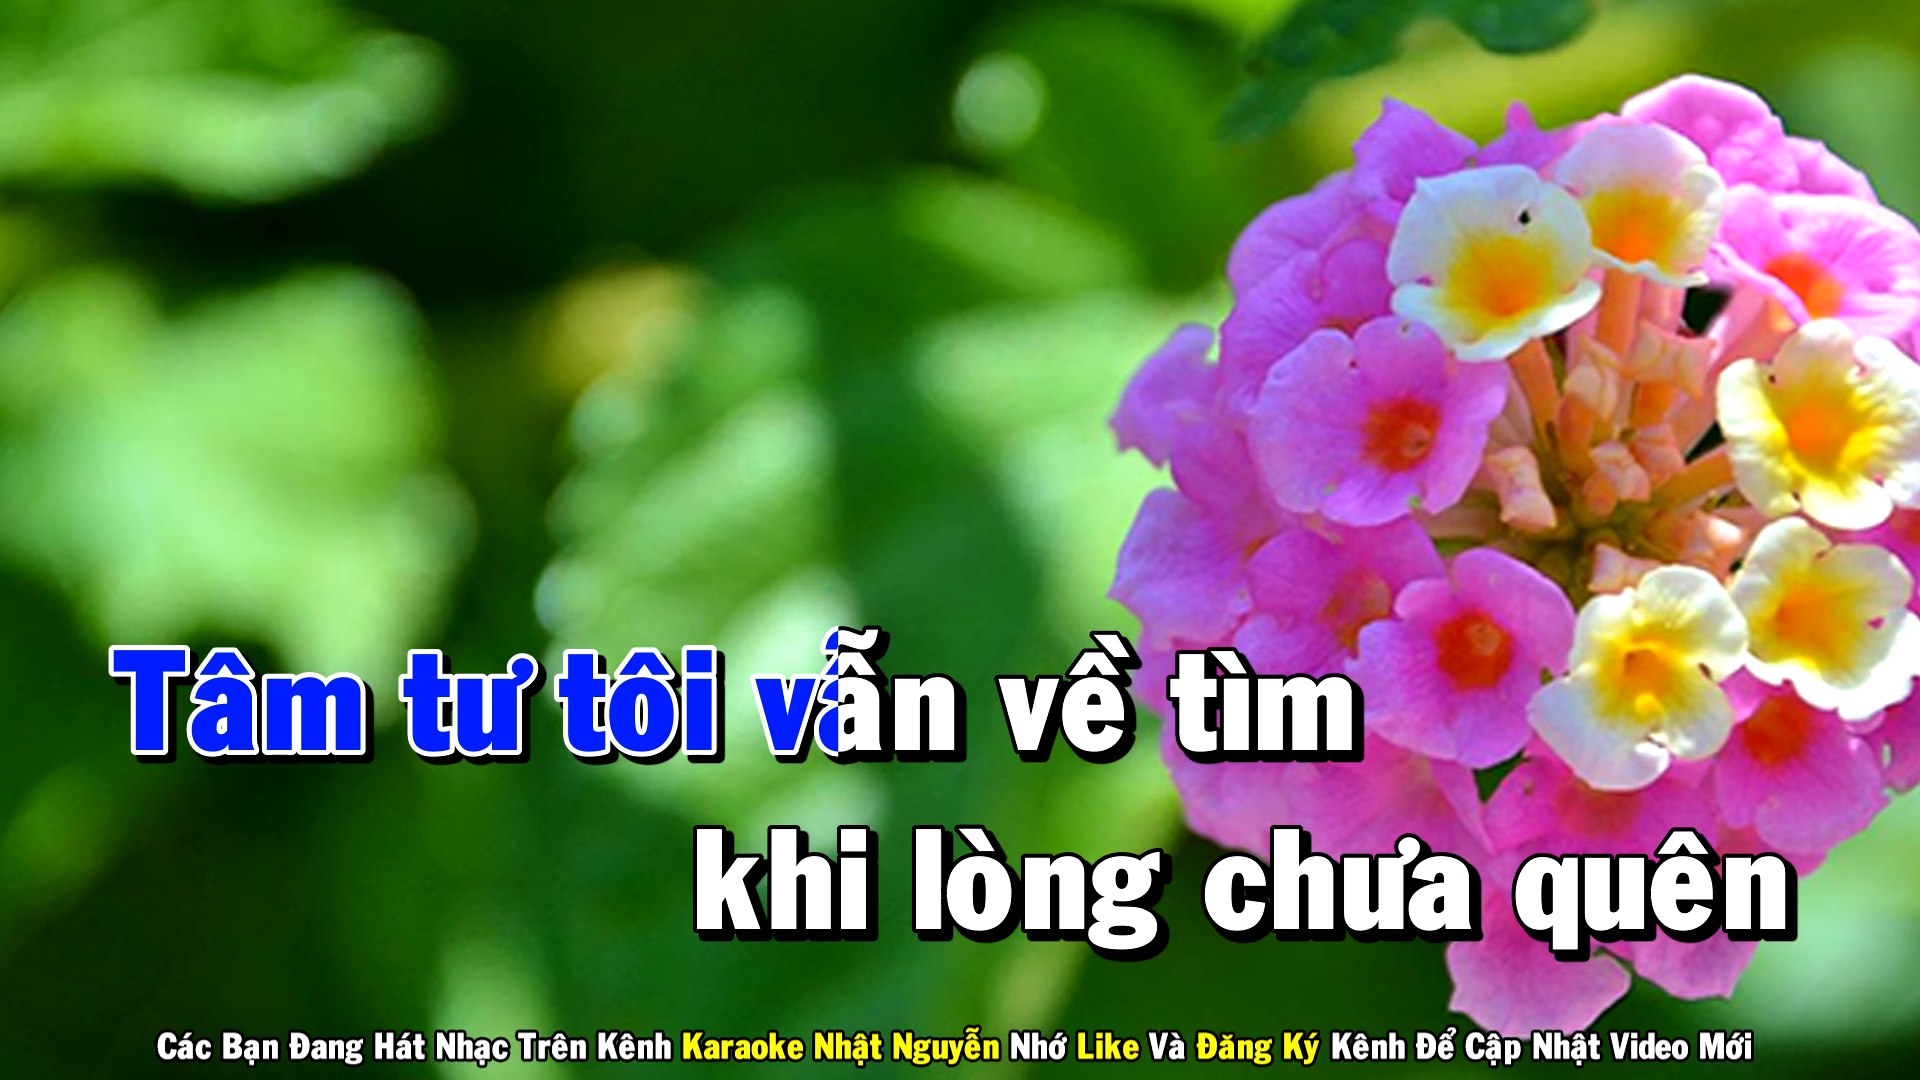 Tâm tư tôi vẫn về tìm
khi lòng chưa quên
Các Bạn Đang Hát Nhạc Trên Kênh Karaoke Nhật Nguyễn Nhớ Like Và Đăng Ký Kênh Để Cập Nhật Video Mới